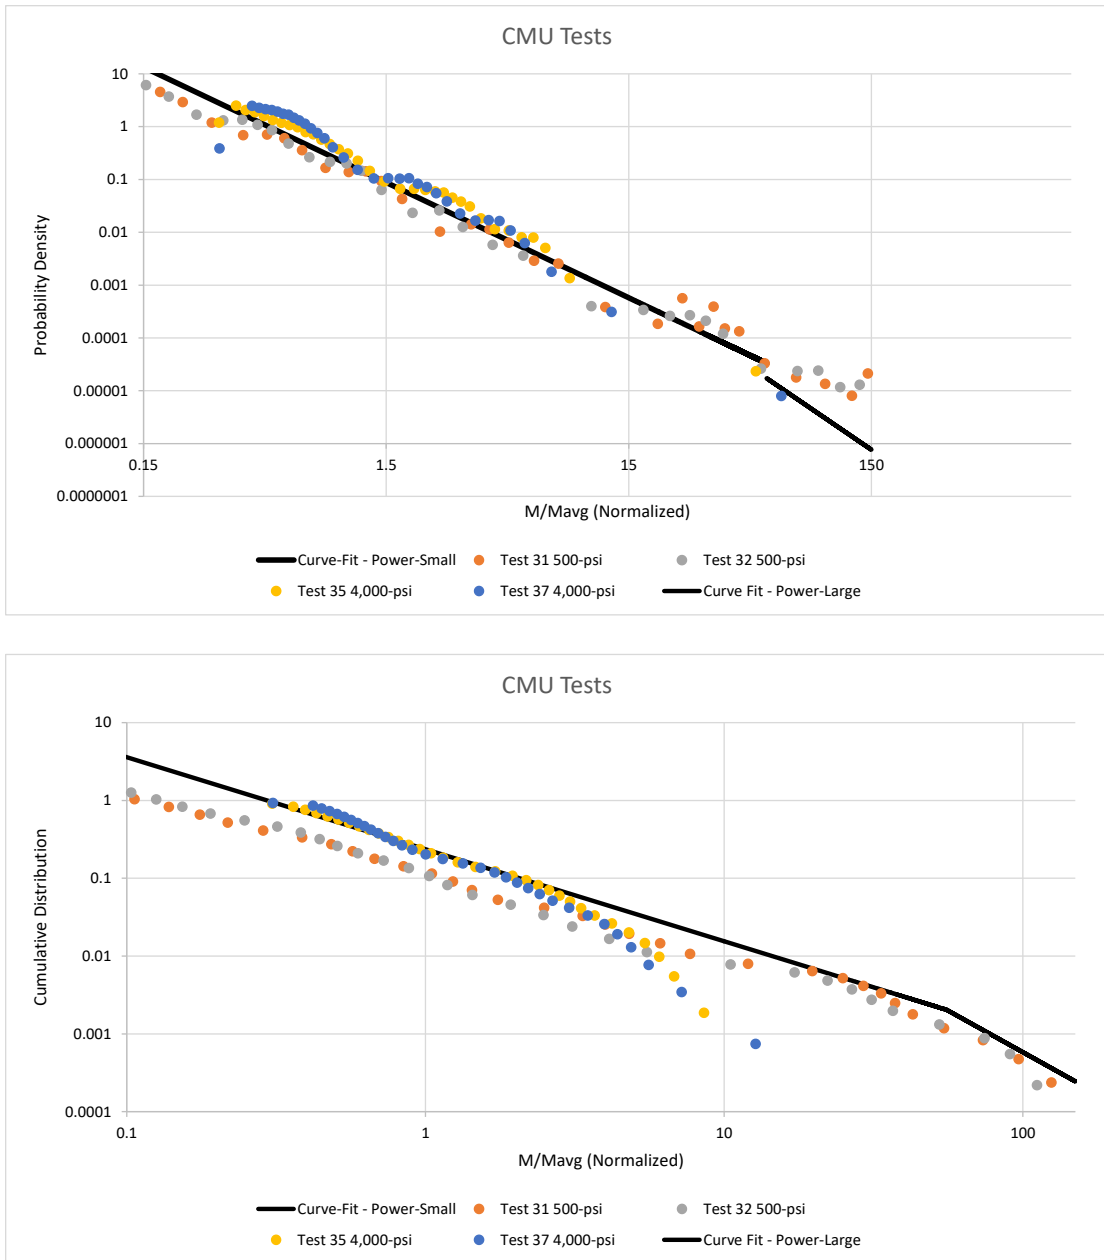 CMU Tests
10
1
0.1
0.01
0.001
0.0001
0.00001
0.000001
0.0000001
Probability Density
0.15
1.5
15
150
M/Mavg (Normalized)
Curve-Fit - Power-Small
Test 31 500-psi
Test 32 500-psi
Test 35 4,000-psi
Test 37 4,000-psi
Curve Fit - Power-Large
CMU Tests
10
1
0.1
0.01
0.001
0.0001
Cumulative Distribution
0.1
1
10
100
M/Mavg (Normalized)
Curve-Fit - Power-Small
Test 31 500-psi
Test 32 500-psi
Test 35 4,000-psi
Test 37 4,000-psi
Curve Fit - Power-Large